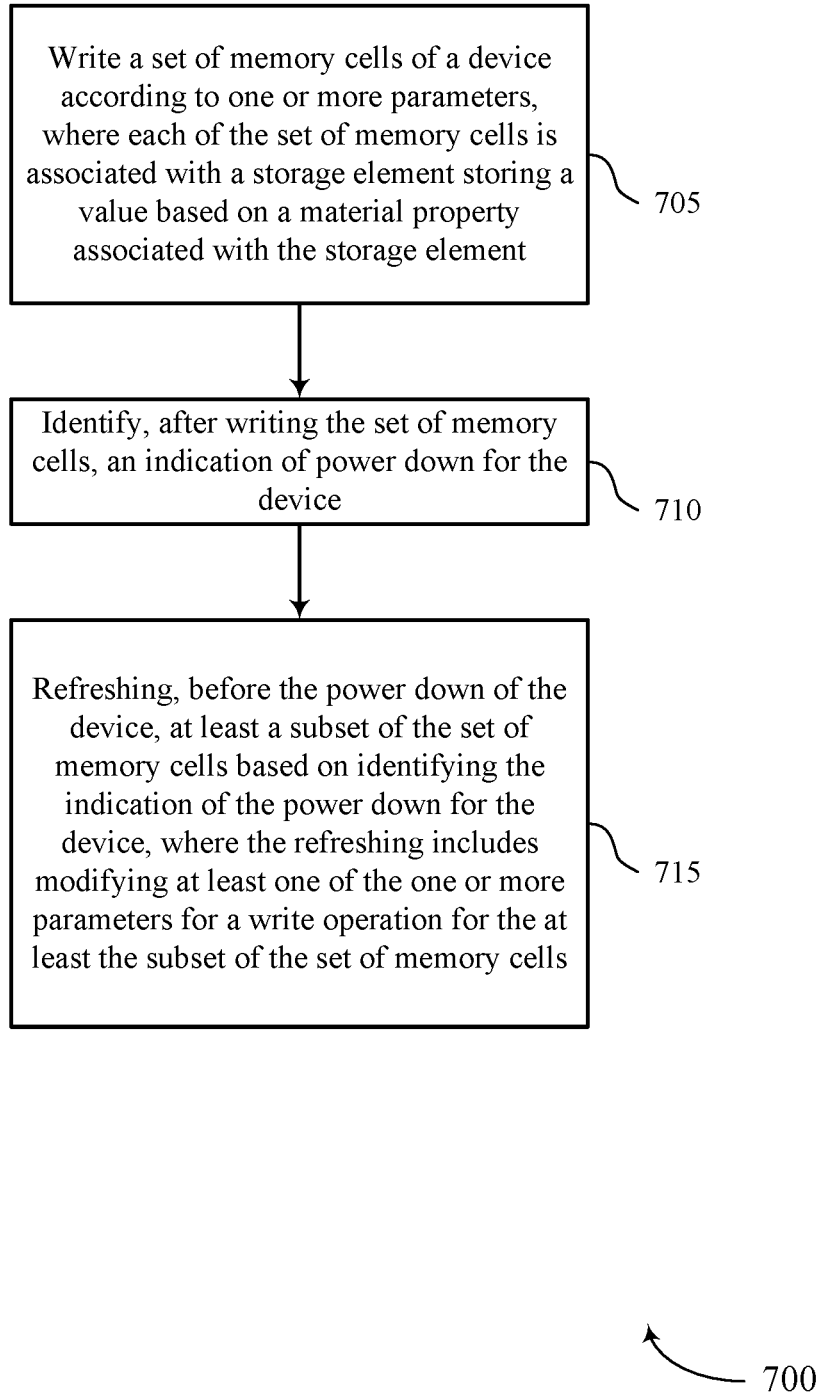 Write a set of memory cells of a device
according to one or more parameters,
where each of the set of memory cells is
associated with a storage element storing a
value based on a material property
associated with the storage element
705
Identify, after writing the set of memory
cells, an indication of power down for the
device
710
Refreshing, before the power down of the
device, at least a subset of the set of
memory cells based on identifying the
indication of the power down for the
device, where the refreshing includes
modifying at least one of the one or more
parameters for a write operation for the at
least the subset of the set of memory cells
715
700